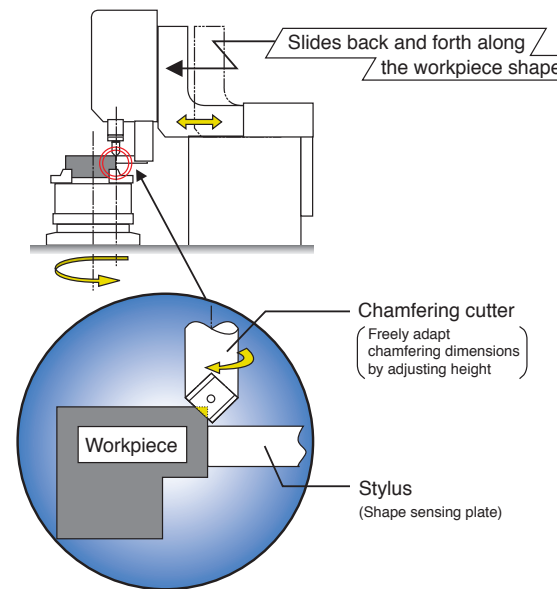 Slides back and forth along
the workpiece shape
Chamfering cutter
(Freely adapt
chamfering dimensions
by adjusting height)
Workpiece
Stylus
(Shape sensing plate)